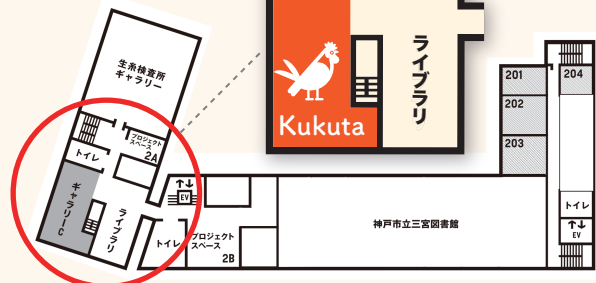 生糸検査所
ギャラリー
プロジェクト
スペース
2A
トイレ
ギャラリーC
ライブラリ
Kukuta
ライブラリ
EV
トイレ
プロジェクト
スペース
2B
神戸市立三宮図書館
201
202
203
204
トイレ
EV